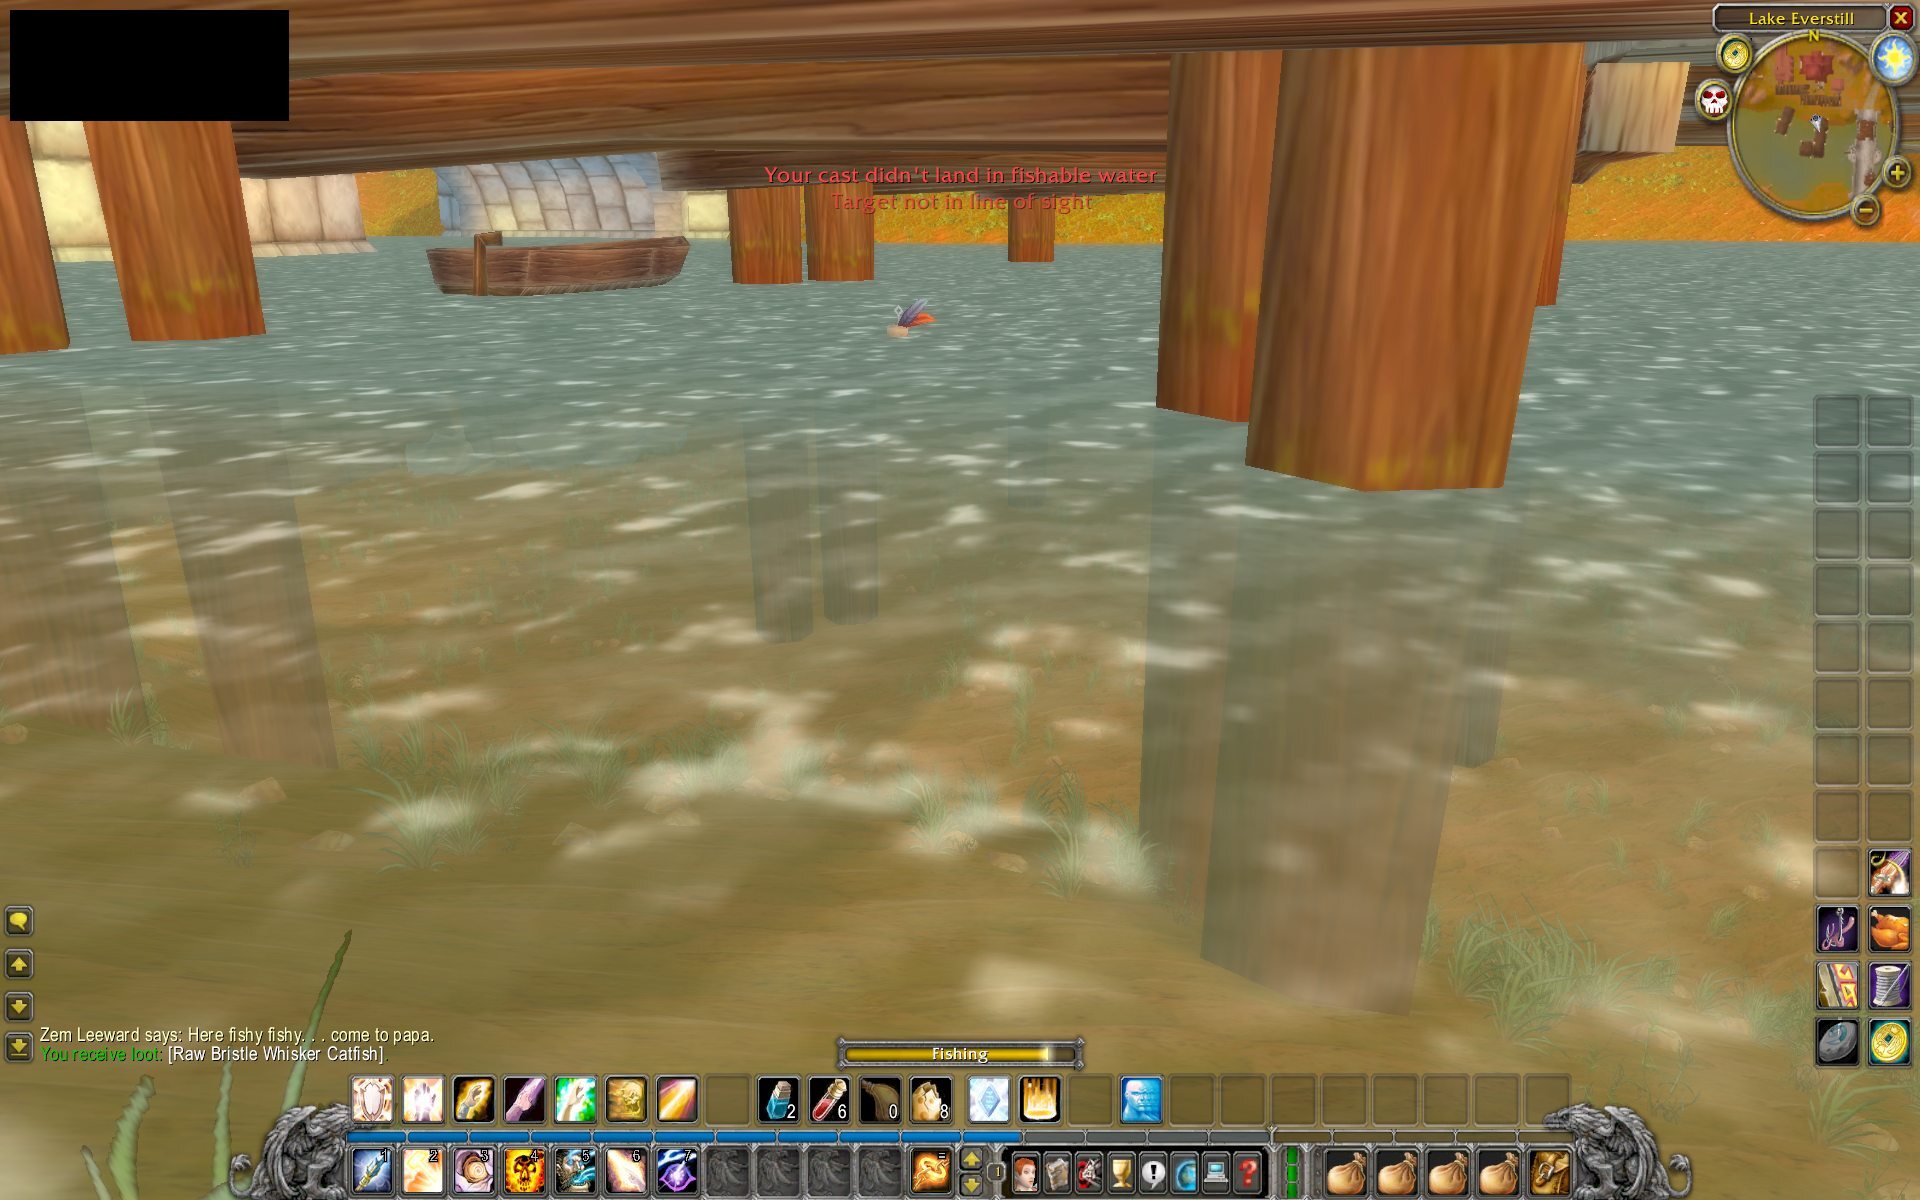 Lake Everstill
N
Your cast didn't land in fishable water
Target not in line of sight
Zem Leeward says: Here fishy fishy. . . come to papa.
You receive loot: [Raw Bristle Whisker Catfish].
Fishing
2 6 0 8
1 2 3 4 5 6 7 = 1